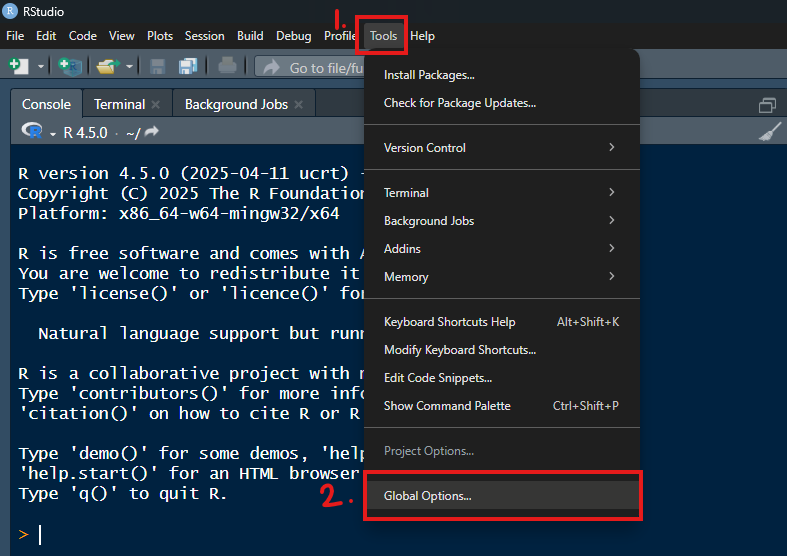 RStudio
1.
File Edit Code View Plots Session Build Debug Profile Tools Help
Go to file/fu
Install Packages...
Check for Package Updates...
Version Control
Terminal
Background Jobs
Addins
Memory
Keyboard Shortcuts Help Alt+Shift+K
Modify Keyboard Shortcuts...
Edit Code Snippets...
Show Command Palette Ctrl+Shift+P
Project Options...
2.
Global Options...
Console Terminal Background Jobs
R 4.5.0 · ~/
R version 4.5.0 (2025-04-11 ucrt) -
Copyright (C) 2025 The R Foundation
Platform: x86_64-w64-mingw32/x64
R is free software and comes with A
You are welcome to redistribute it
Type 'license()' or 'licence()' for
Natural language support but runn
R is a collaborative project with m
Type 'contributors()' for more info
'citation()' on how to cite R or R
Type 'demo()' for some demos, 'help
'help.start()' for an HTML browser
Type 'q()' to quit R.
>